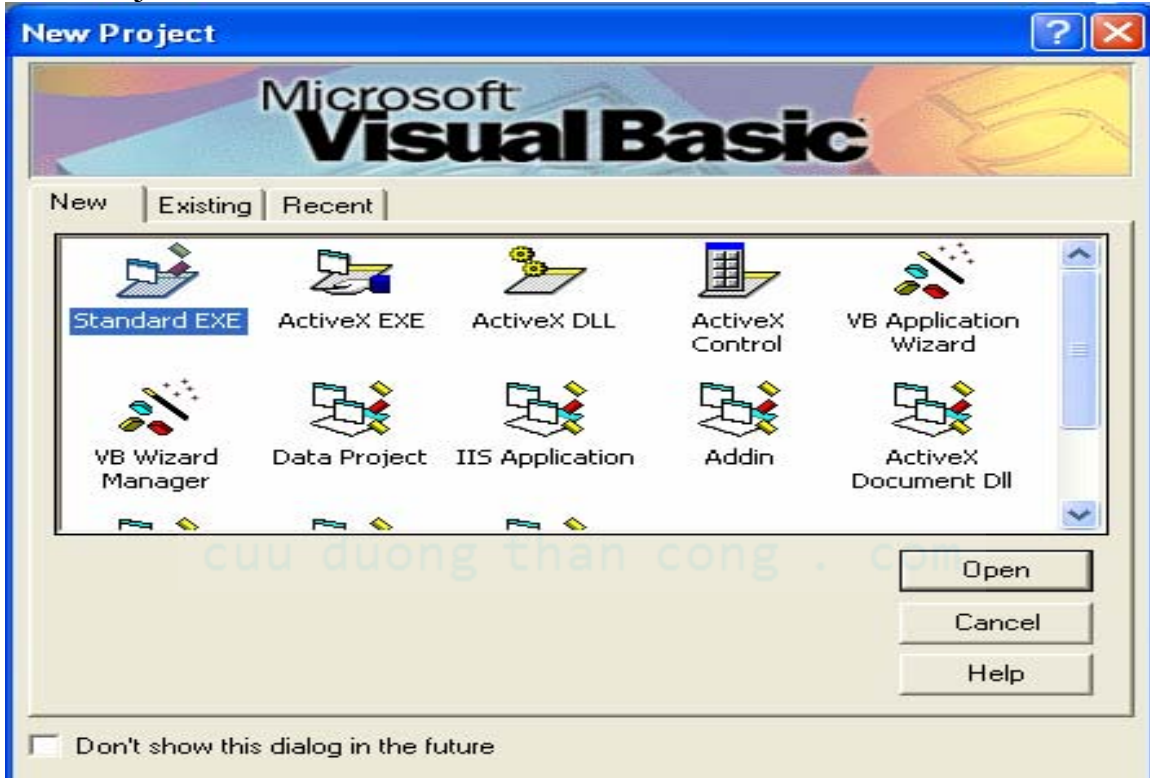 New Project
Microsoft
Visual Basic
New Existing Recent
Standard EXE ActiveX EXE ActiveX DLL ActiveX Control VB Application Wizard
VB Wizard Manager Data Project IIS Application Addin ActiveX Document Dll
cuu duong than cong . com
Open
Cancel
Help
Don't show this dialog in the future